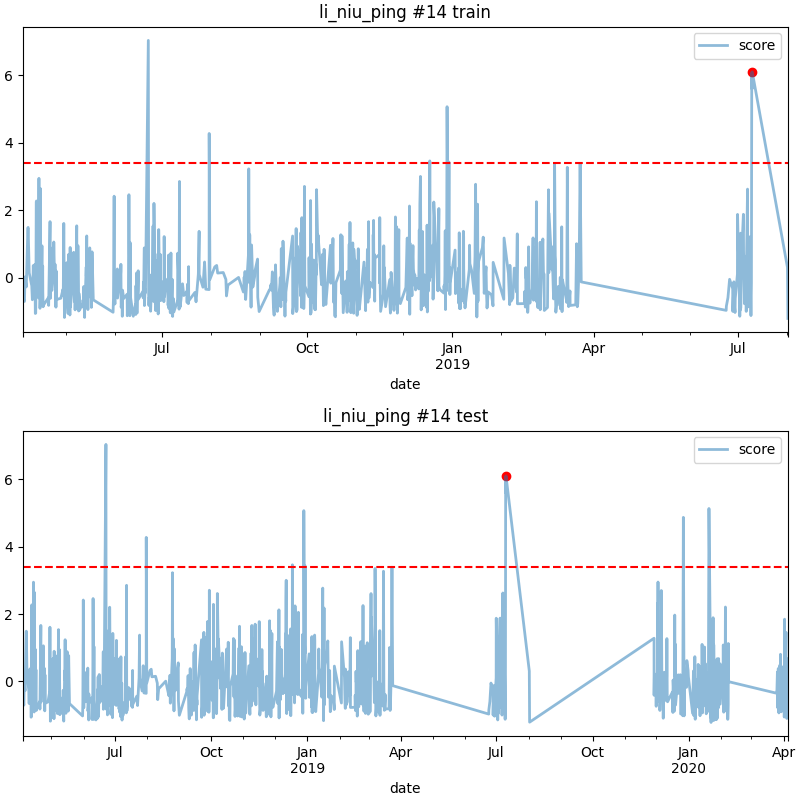 li_niu_ping #14 train
score
6
4
2
0
Jul Oct Jan Apr Jul
2019
date
li_niu_ping #14 test
score
6
4
2
0
Jul Oct Jan Apr Jul Oct Jan Apr
2019 2020
date